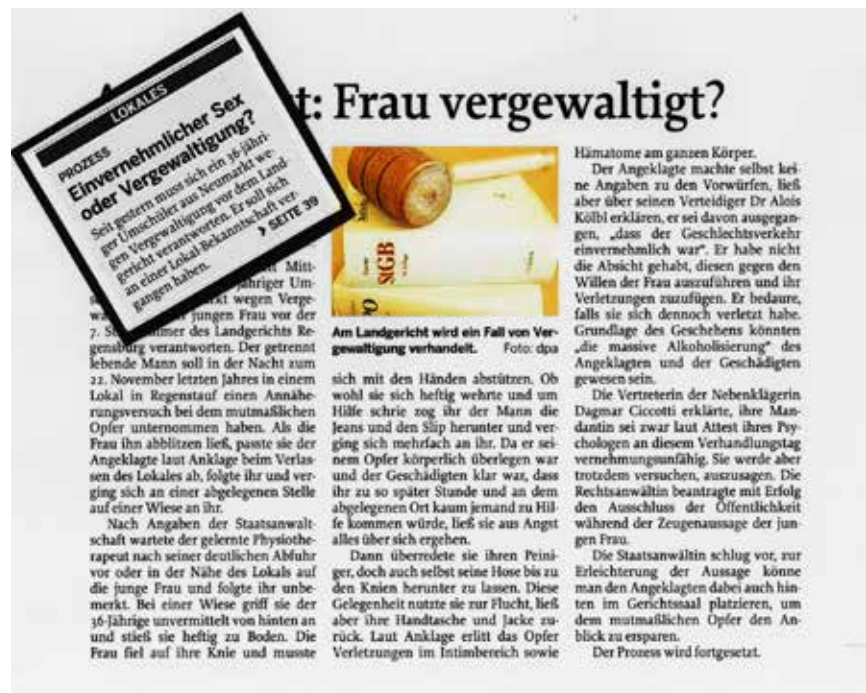 LOKALES
PROZESS
Einvernehmlicher Sex
oder Vergewaltigung?
Seit gestern muss sich ein 36-jähri-
ger Umschüler aus Neumarkt we-
gen Vergewaltigung vor dem Land-
gericht verantworten. Er soll sich
an einer Lokal-Bekanntschaft ver-
gangen haben.
SEITE 39
t: Frau vergewaltigt?
Mitt-
jähriger Um-
wegen Verge-
jungen Frau vor der
7. des Landgerichts Re-
gensburg verantworten. Der getrennt
lebende Mann soll in der Nacht zum
22. November letzten Jahres in einem
Lokal in Regenstauf einen Annähe-
rungsversuch bei dem mutmaßlichen
Opfer unternommen haben. Als die
Frau ihn abblitzen ließ, passte sie der
Angeklagte laut Anklage beim Verlas-
sen des Lokales ab, folgte ihr und ver-
ging sich an einer abgelegenen Stelle
auf einer Wiese an ihr.
Nach Angaben der Staatsanwalt-
schaft wartete der gelernte Physiothe-
rapeut nach seiner deutlichen Abfuhr
vor oder in der Nähe des Lokals auf
die junge Frau und folgte ihr unbe-
merkt. Bei einer Wiese griff sie der
36-Jährige unvermittelt von hinten an
und stieß sie heftig zu Boden. Die
Frau fiel auf ihre Knie und musste
StGB
Am Landgericht wird ein Fall von Ver-
gewaltigung verhandelt. Foto: dpa
sich mit den Händen abstützen. Ob
wohl sie sich heftig wehrte und um
Hilfe schrie zog ihr der Mann die
Jeans und den Slip herunter und ver-
ging sich mehrfach an ihr. Da er sei-
nem Opfer körperlich überlegen war
und der Geschädigten klar war, dass
ihr zu so später Stunde und an dem
abgelegenen Ort kaum jemand zu Hil-
fe kommen würde, ließ sie aus Angst
alles über sich ergehen.
Dann überredete sie ihren Peini-
ger, doch auch selbst seine Hose bis zu
den Knien herunter zu lassen. Diese
Gelegenheit nutzte sie zur Flucht, ließ
aber ihre Handtasche und Jacke zu-
rück. Laut Anklage erlitt das Opfer
Verletzungen im Intimbereich sowie
Hämatome am ganzen Körper.
Der Angeklagte machte selbst kei-
ne Angaben zu den Vorwürfen, ließ
aber über seinen Verteidiger Dr Alois
Kölbl erklären, er sei davon ausgegan-
gen, „dass der Geschlechtsverkehr
einvernehmlich war“. Er habe nicht
die Absicht gehabt, diesen gegen den
Willen der Frau auszuführen und ihr
Verletzungen zuzufügen. Er bedaure,
falls sie sich dennoch verletzt habe.
Grundlage des Geschehens könnten
„die massive Alkoholisierung“ des
Angeklagten und der Geschädigten
gewesen sein.
Die Vertreterin der Nebenklägerin
Dagmar Ciccotti erklärte, ihre Man-
dantin sei zwar laut Attest ihres Psy-
chologen an diesem Verhandlungstag
vernehmungsunfähig. Sie werde aber
trotzdem versuchen, auszusagen. Die
Rechtsanwältin beantragte mit Erfolg
den Ausschluss der Öffentlichkeit
während der Zeugenaussage der jun-
gen Frau.
Die Staatsanwältin schlug vor, zur
Erleichterung der Aussage könne
man den Angeklagten dabei auch hin-
ten im Gerichtssaal platzieren, um
dem mutmaßlichen Opfer den An-
blick zu ersparen.
Der Prozess wird fortgesetzt.